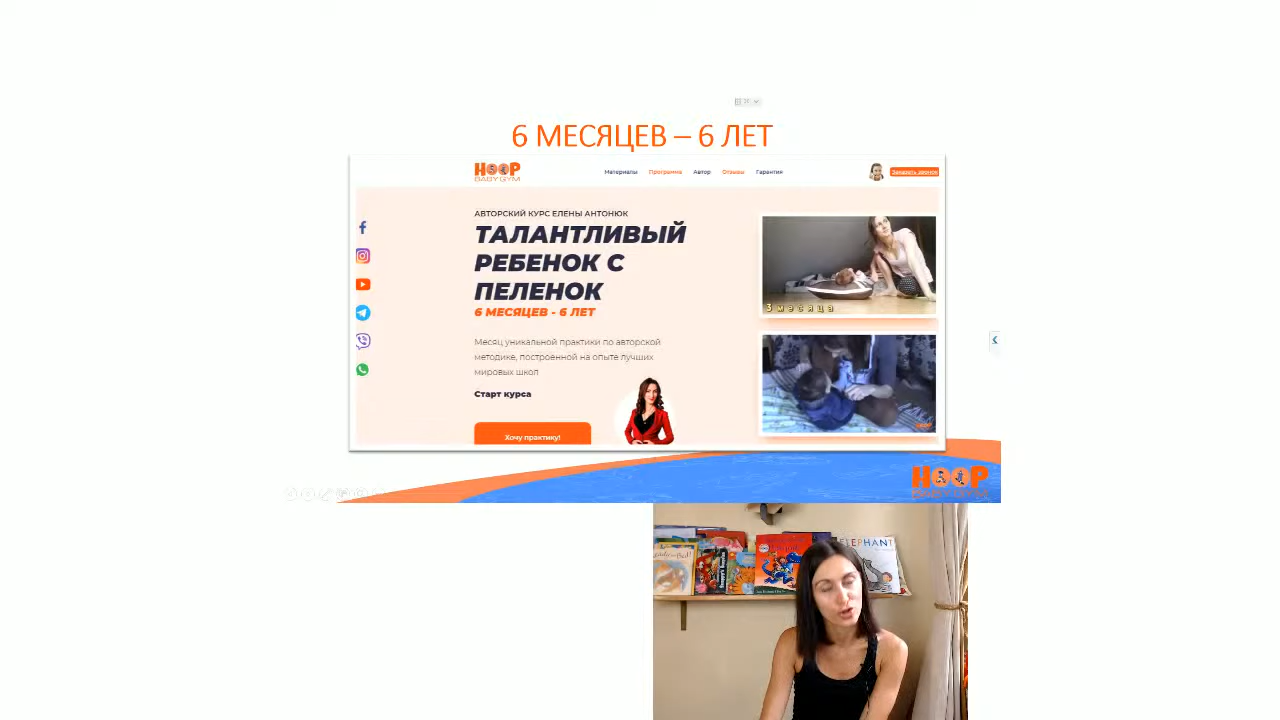 6 МЕСЯЦЕВ – 6 ЛЕТ
HOOP
BABY GYM
Материалы Программа Автор Отзывы Гарантия
Заказать звонок
АВТОРСКИЙ КУРС ЕЛЕНЫ АНТОНЮК
ТАЛАНТЛИВЫЙ
РЕБЕНОК С
ПЕЛЕНОК
6 МЕСЯЦЕВ - 6 ЛЕТ
3 месяца
Месяц уникальной практики по авторской
методике, построенной на опыте лучших
мировых школ
Старт курса
Хочу практику!
HOOP
BABY GYM
ELEPHANT